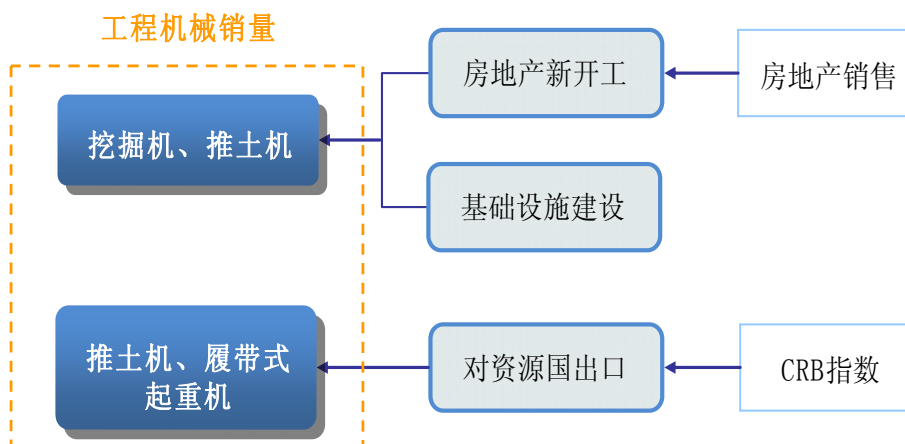 工程机械销量
房地产新开工
房地产销售
挖掘机、推土机
基础设施建设
推土机、履带式
起重机
对资源国出口
CRB指数